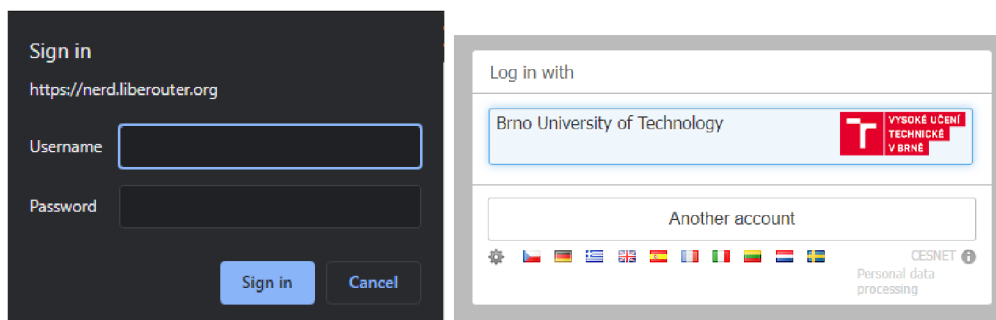 Sign in
https://nerd.liberouter.org
Username
Password
Sign in
Cancel
Log in with
Brno University of Technology
VYSOKÉ UČENÍ
TECHNICKÉ
V BRNĚ
Another account
CESNET
Personal data
processing